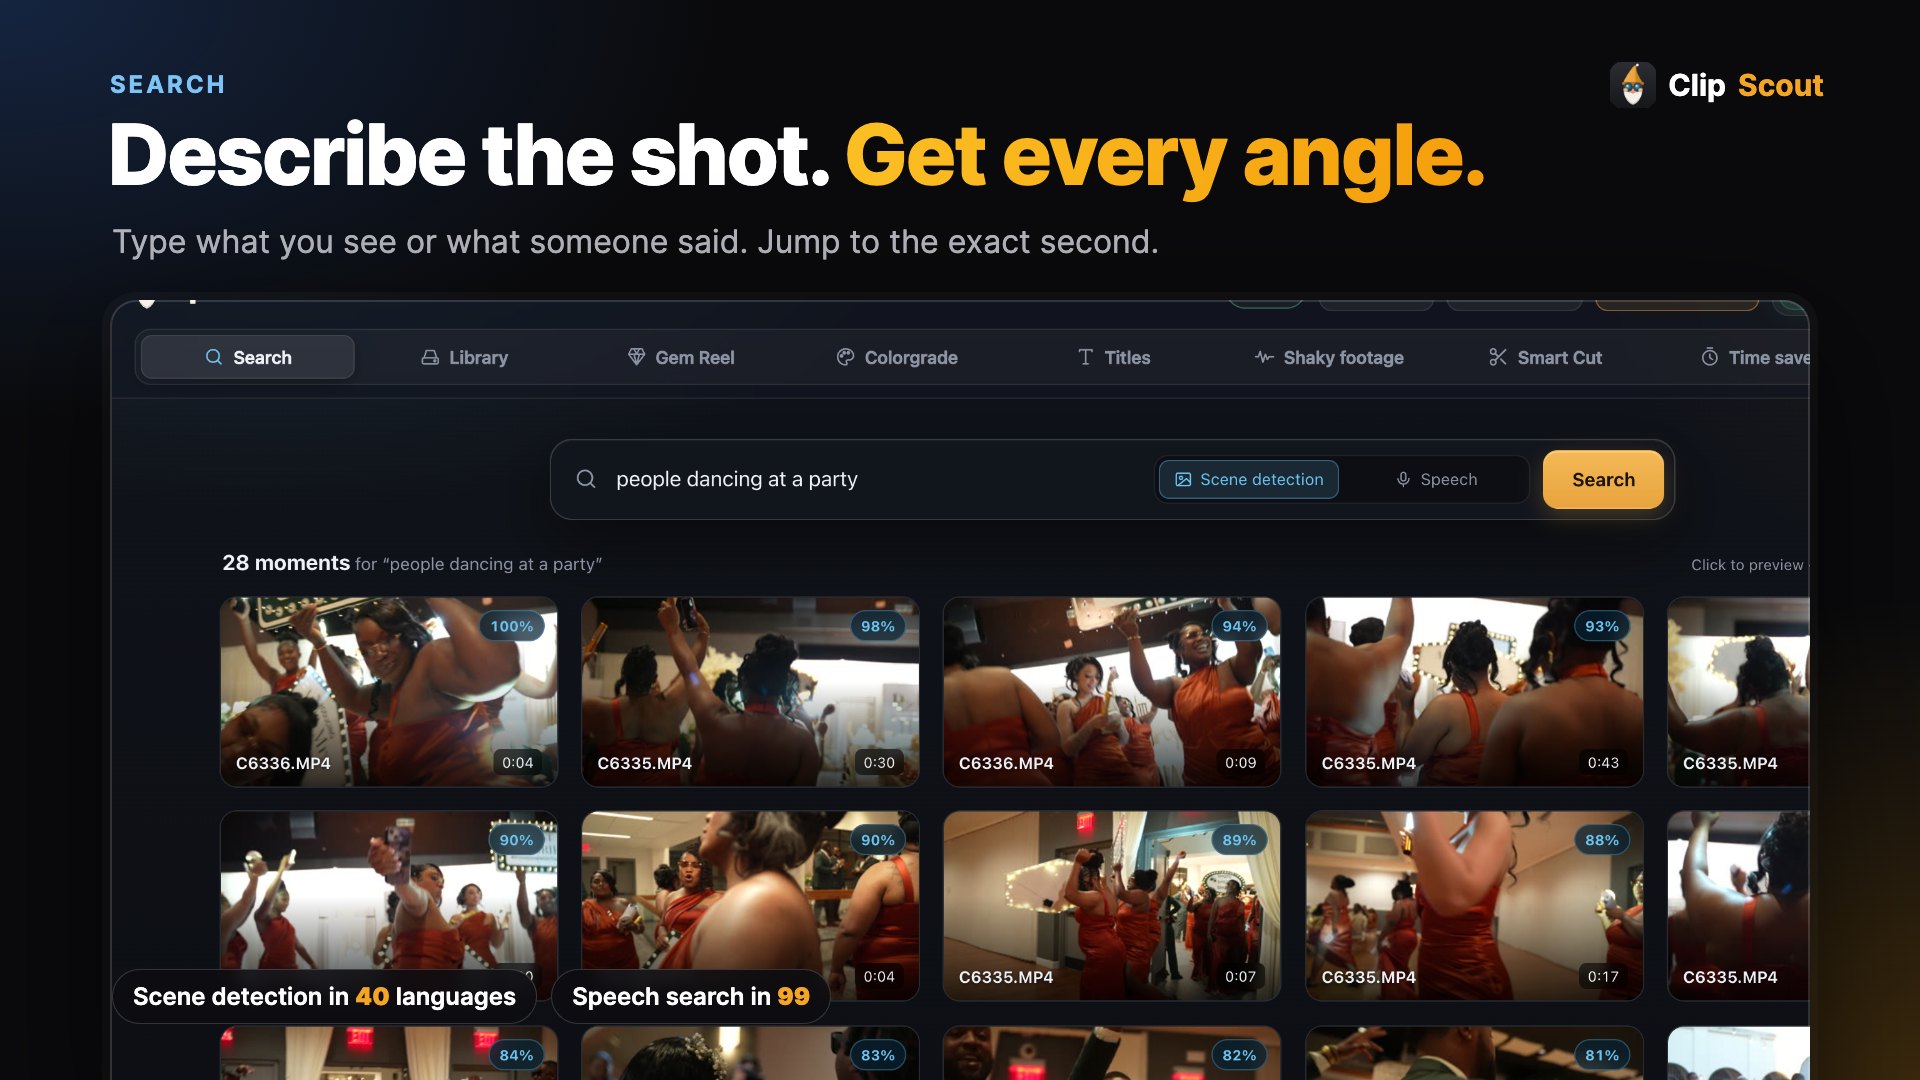 SEARCH
Clip Scout
Describe the shot. Get every angle.
Type what you see or what someone said. Jump to the exact second.
Search
Library
Gem Reel
Colorgrade
Titles
Shaky footage
Smart Cut
Time save
people dancing at a party
Scene detection
Speech
Search
28 moments for “people dancing at a party”
Click to preview
100%
98%
94%
93%
C6336.MP4
0:04
C6335.MP4
0:30
C6336.MP4
0:09
C6335.MP4
0:43
C6335.MP4
90%
90%
89%
88%
0:04
C6335.MP4
0:07
C6335.MP4
0:17
C6335.MP4
Scene detection in 40 languages
Speech search in 99
84%
83%
82%
81%